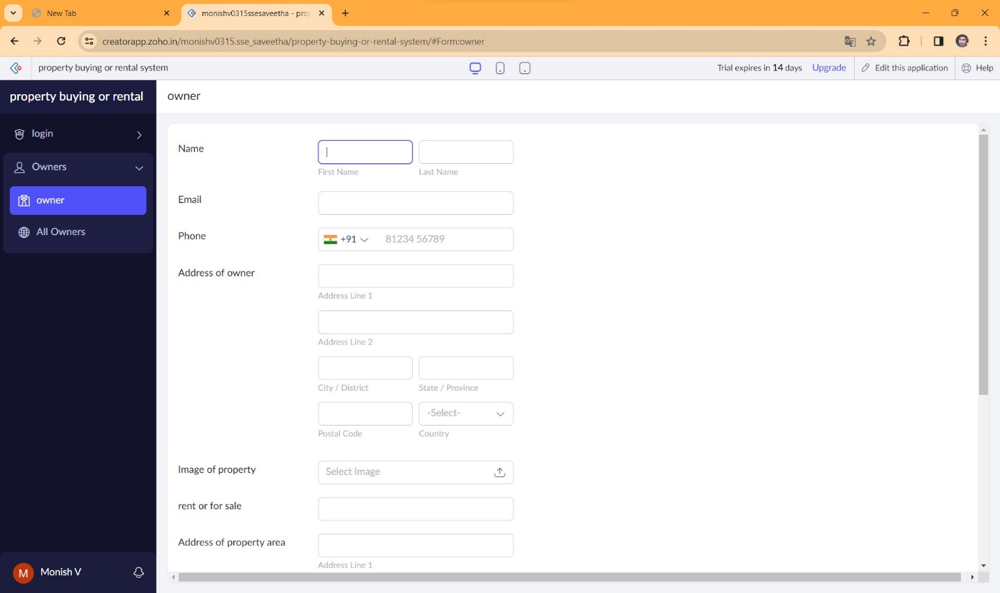 New Tab
monishv0315ssesaveetha - prop
creatorapp.zoho.in/monishv0315.sse_saveetha/property-buying-or-rental-system/#Form:owner
property buying or rental system
Trial expires in 14 days Upgrade
Edit this application
Help
property buying or rental
owner
login
Owners
owner
All Owners
Monish V
M
Name
First Name
Last Name
Email
Phone
+91
81234 56789
Address of owner
Address Line 1
Address Line 2
City / District
State / Province
-Select-
Postal Code
Country
Image of property
Select Image
rent or for sale
Address of property area
Address Line 1